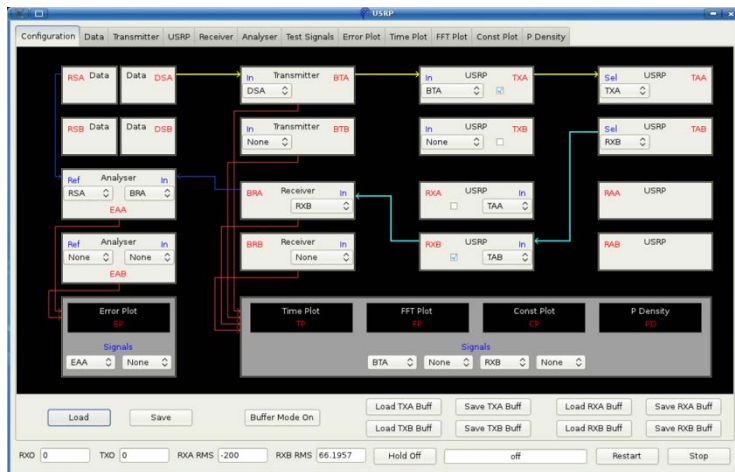 USRP
Configuration Data Transmitter USRP Receiver Analyser Test Signals Error Plot Time Plot FFT Plot Const Plot P Density
RSA Data Data DSA In Transmitter BTA In USRP TXA Sel USRP TAA
DSA BTA TXA
RSB Data Data DSB In Transmitter BTB In USRP TXB Sel USRP TAB
None None RXB
Ref Analyser In BRA Receiver In RXA USRP In RAA USRP
RSA BRA RXB TAA
EAA
Ref Analyser In BRB Receiver In RXB USRP In RAB USRP
None None None TAB
EAB
Error Plot Time Plot FFT Plot Const Plot P Density
EP TP FP CP PD
Signals Signals
EAA None BTA None RXB None
Load Save Buffer Mode On Load TXA Buff Save TXA Buff Load RXA Buff Save RXA Buff
Load TXB Buff Save TXB Buff Load RXB Buff Save RXB Buff
RXO 0 TXO 0 RXA RMS -200 RXB RMS 66.1957 Hold Off off Restart Stop